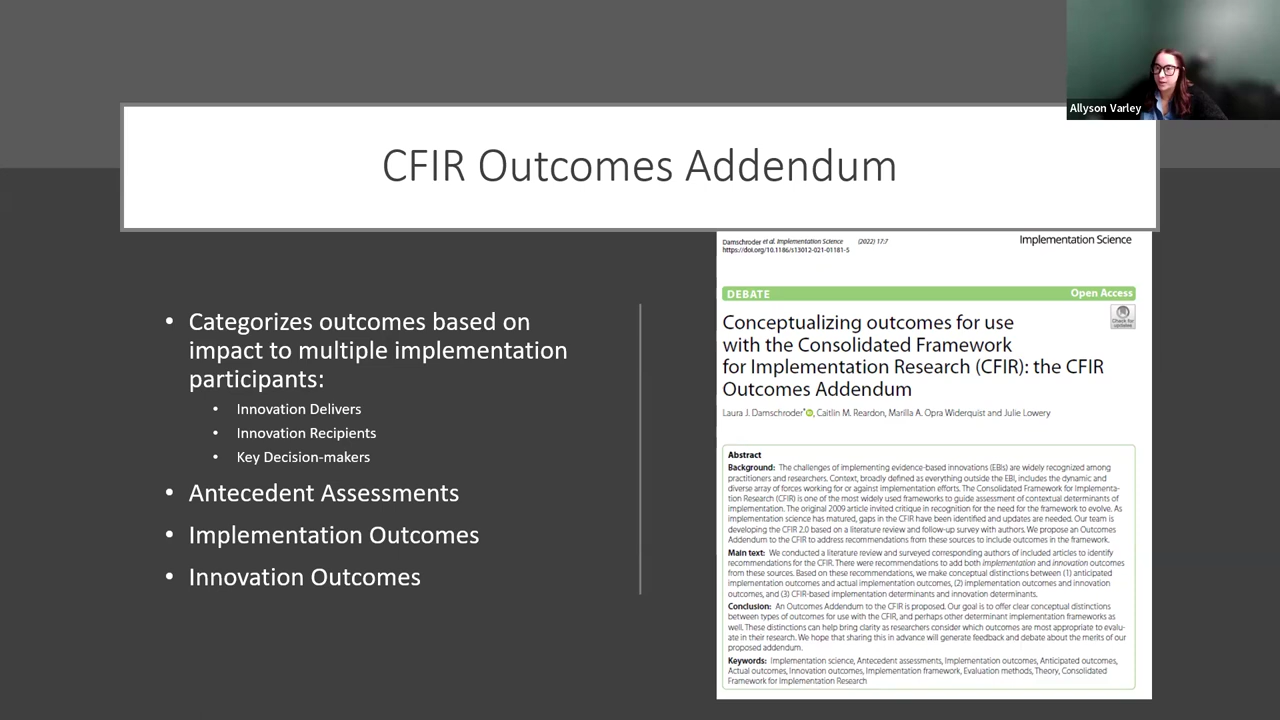 Allyson Varley
CFIR Outcomes Addendum
• Categorizes outcomes based on
impact to multiple implementation
participants:
• Innovation Delivers
• Innovation Recipients
• Key Decision-makers
• Antecedent Assessments
• Implementation Outcomes
• Innovation Outcomes
Damschroder et al. Implementation Science (2022) 17:7
https://doi.org/10.1186/s13012-021-01181-5
Implementation Science
DEBATE
Open Access
Check for
updates
Conceptualizing outcomes for use
with the Consolidated Framework
for Implementation Research (CFIR): the CFIR
Outcomes Addendum
Laura J. Damschroder*, Caitlin M. Reardon, Marilla A. Opra Widerquist and Julie Lowery
Abstract
Background: The challenges of implementing evidence-based innovations (EBIs) are widely recognized among
practitioners and researchers. Context, broadly defined as everything outside the EBI, includes the dynamic and
diverse array of forces working for or against implementation efforts. The Consolidated Framework for Implementa-
tion Research (CFIR) is one of the most widely used frameworks to guide assessment of contextual determinants of
implementation. The original 2009 article invited critique in recognition for the need for the framework to evolve. As
implementation science has matured, gaps in the CFIR have been identified and updates are needed. Our team is
developing the CFIR 2.0 based on a literature review and follow-up survey with authors. We propose an Outcomes
Addendum to the CFIR to address recommendations from these sources to include outcomes in the framework.
Main text: We conducted a literature review and surveyed corresponding authors of included articles to identify
recommendations for the CFIR. There were recommendations to add both implementation and innovation outcomes
from these sources. Based on these recommendations, we make conceptual distinctions between (1) anticipated
implementation outcomes and actual implementation outcomes, (2) implementation outcomes and innovation
outcomes, and (3) CFIR-based implementation determinants and innovation determinants.
Conclusion: An Outcomes Addendum to the CFIR is proposed. Our goal is to offer clear conceptual distinctions
between types of outcomes for use with the CFIR, and perhaps other determinant implementation frameworks as
well. These distinctions can help bring clarity as researchers consider which outcomes are most appropriate to evalu-
ate in their research. We hope that sharing this in advance will generate feedback and debate about the merits of our
proposed addendum.
Keywords: Implementation science, Antecedent assessments, Implementation outcomes, Anticipated outcomes,
Actual outcomes, Innovation outcomes, Implementation framework, Evaluation methods, Theory, Consolidated
Framework for Implementation Research